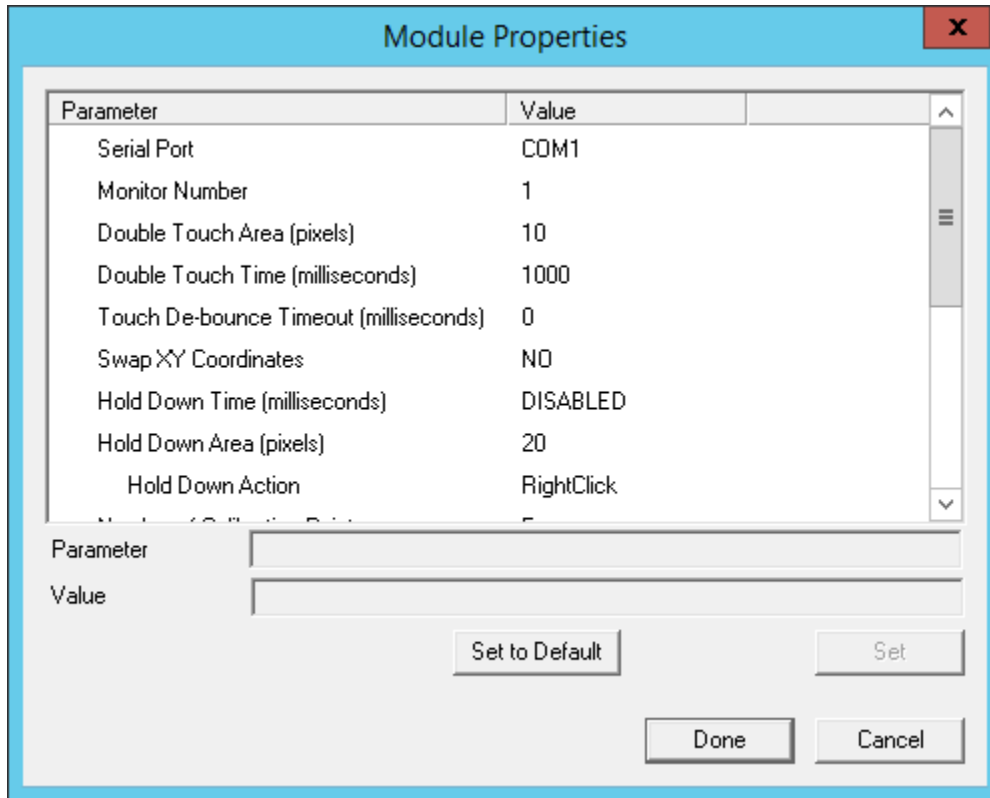 Module Properties
x
Parameter Value
Serial Port COM1
Monitor Number 1
Double Touch Area (pixels) 10
Double Touch Time (milliseconds) 1000
Touch De-bounce Timeout (milliseconds) 0
Swap XY Coordinates NO
Hold Down Time (milliseconds) DISABLED
Hold Down Area (pixels) 20
Hold Down Action RightClick
Parameter
Value
Set to Default Set
Done Cancel